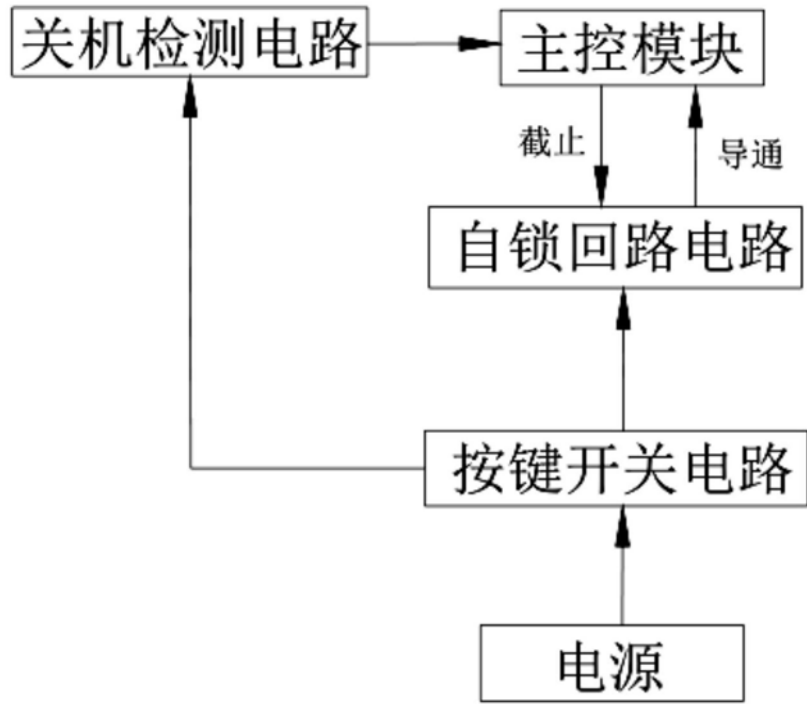 关机检测电路
主控模块
截止
导通
自锁回路电路
按键开关电路
电源